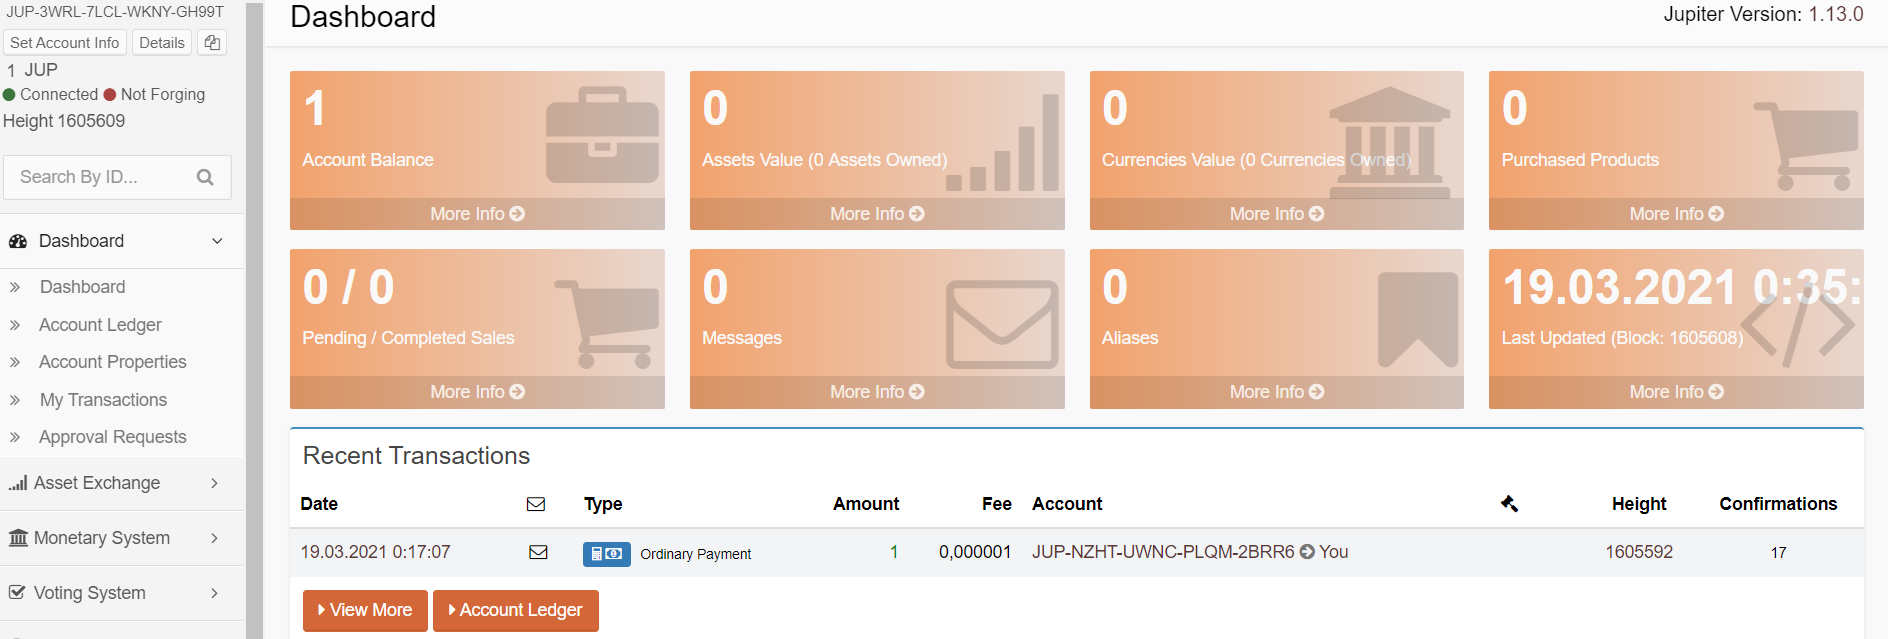 JUP-3WRL-7LCL-WKNY-GH99T
Set Account Info Details
1 JUP
Connected Not Forging
Height 1605609
Search By ID...
Dashboard
Dashboard
Account Ledger
Account Properties
My Transactions
Approval Requests
Asset Exchange
Monetary System
Voting System
Dashboard
Jupiter Version: 1.13.0
1
Account Balance
More Info
0
Assets Value (0 Assets Owned)
More Info
0
Currencies Value (0 Currencies Owned)
More Info
0
Purchased Products
More Info
0 / 0
Pending / Completed Sales
More Info
0
Messages
More Info
0
Aliases
More Info
19.03.2021 0:35:
Last Updated (Block: 1605608)
More Info
Recent Transactions
Date Type Amount Fee Account Height Confirmations
19.03.2021 0:17:07 Ordinary Payment 1 0,000001 JUP-NZHT-UWNC-PLQM-2BRR6 You 1605592 17
View More Account Ledger